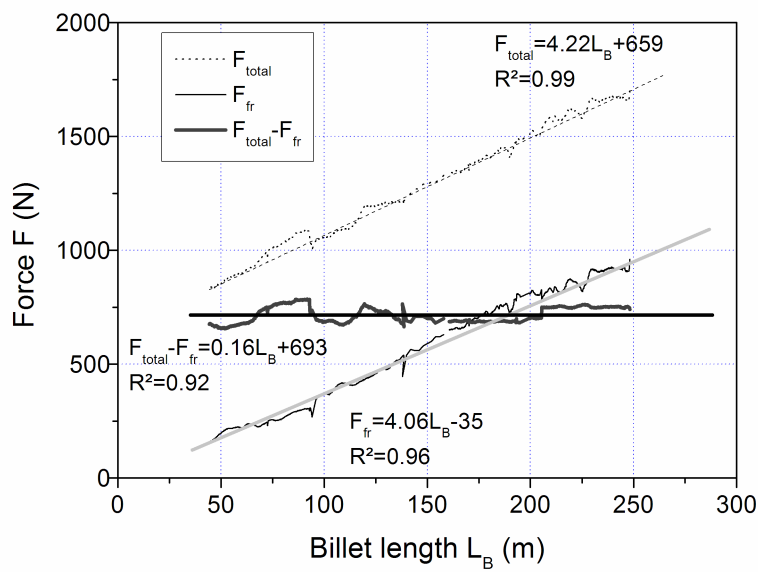 2000
1500
1000
500
0
0
50
100
150
200
250
300
Force F (N)
Billet length L_B (m)
F_total
F_fr
F_total-F_fr
F_total=4.22L_B+659
R²=0.99
F_total-F_fr=0.16L_B+693
R²=0.92
F_fr=4.06L_B-35
R²=0.96